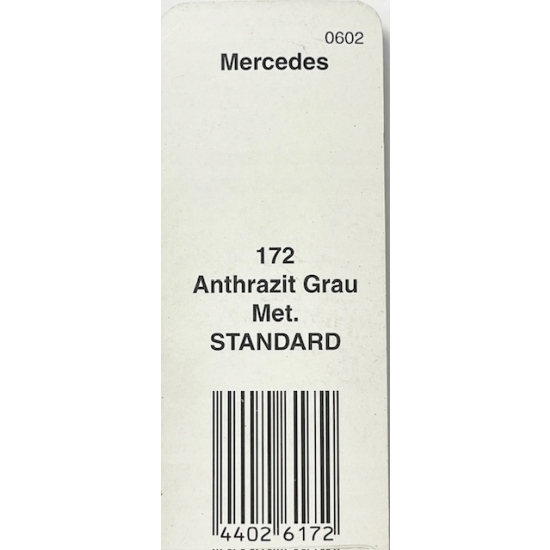 0602
Mercedes
172
Anthrazit Grau
Met.
STANDARD
4402 6172